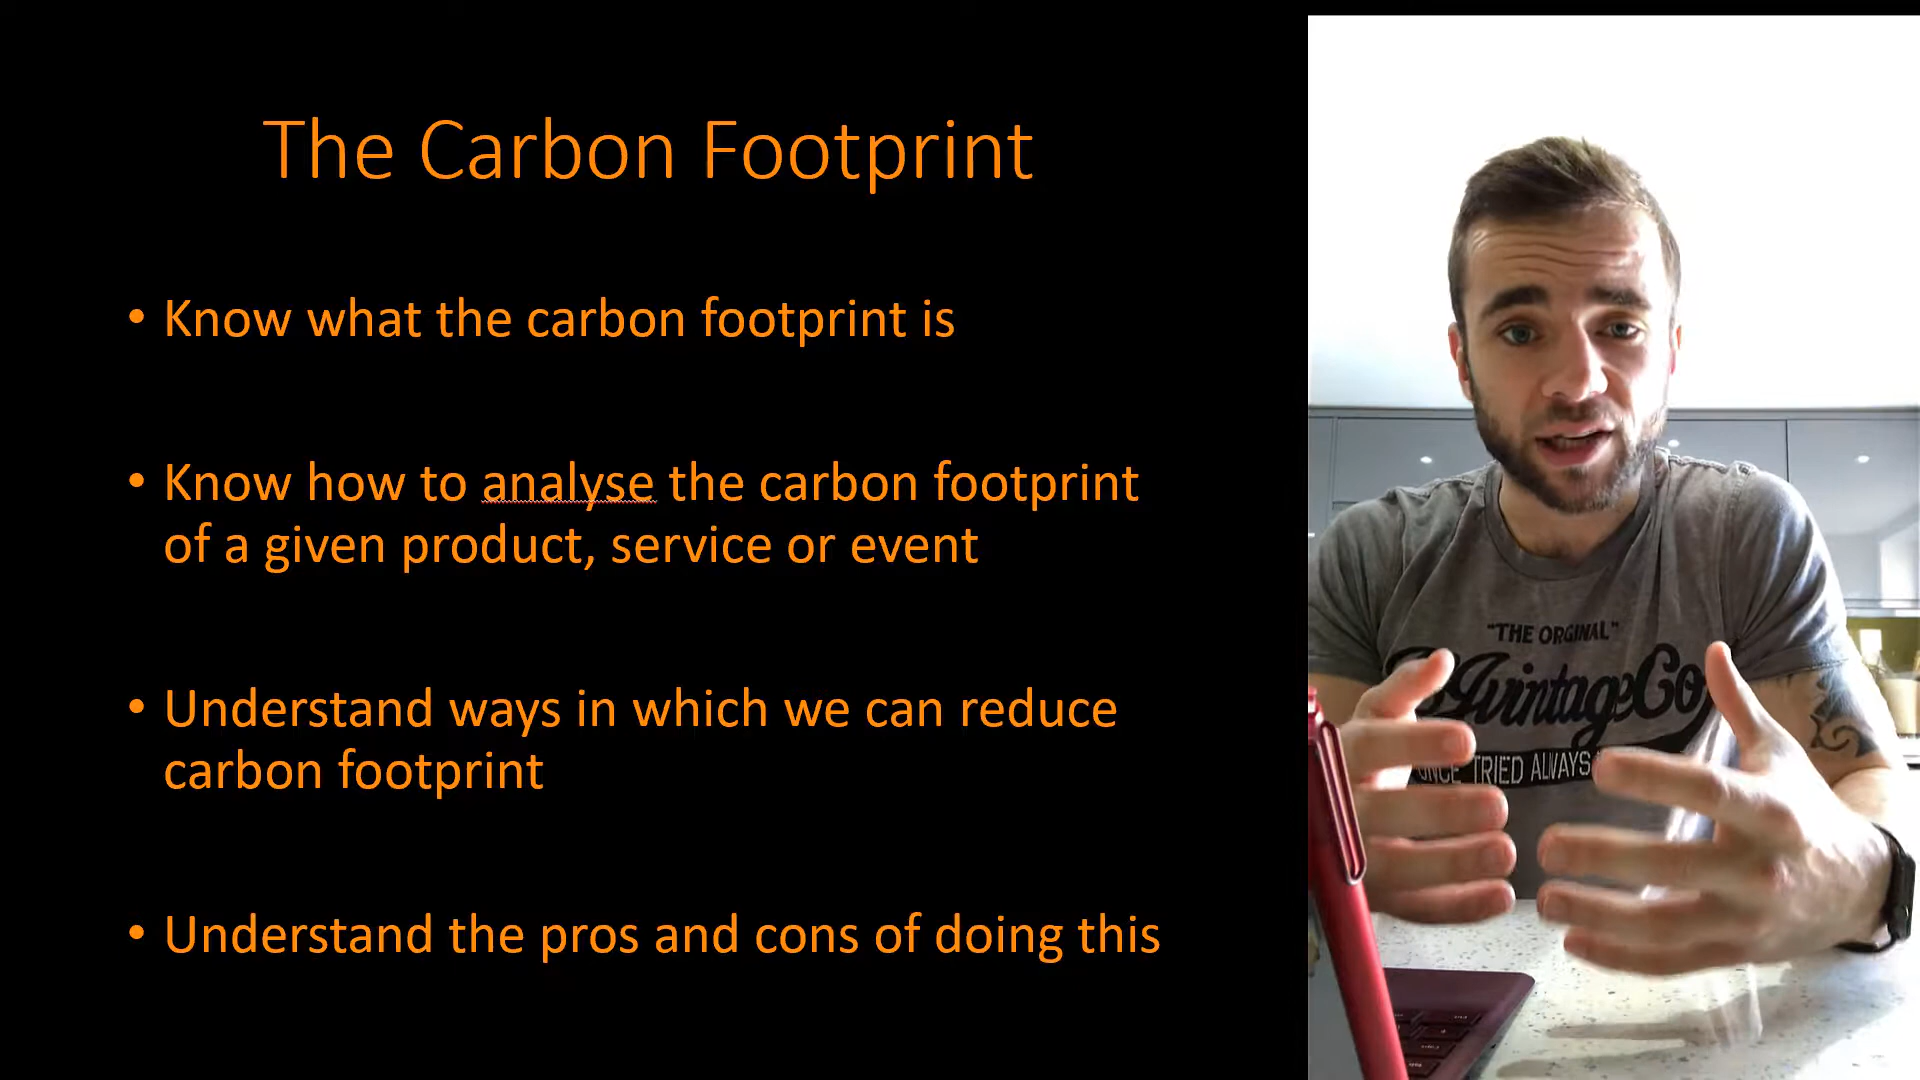 The Carbon Footprint
• Know what the carbon footprint is
• Know how to analyse the carbon footprint
of a given product, service or event
• Understand ways in which we can reduce
carbon footprint
• Understand the pros and cons of doing this
"THE ORGINAL"
TRIED ALWAYS